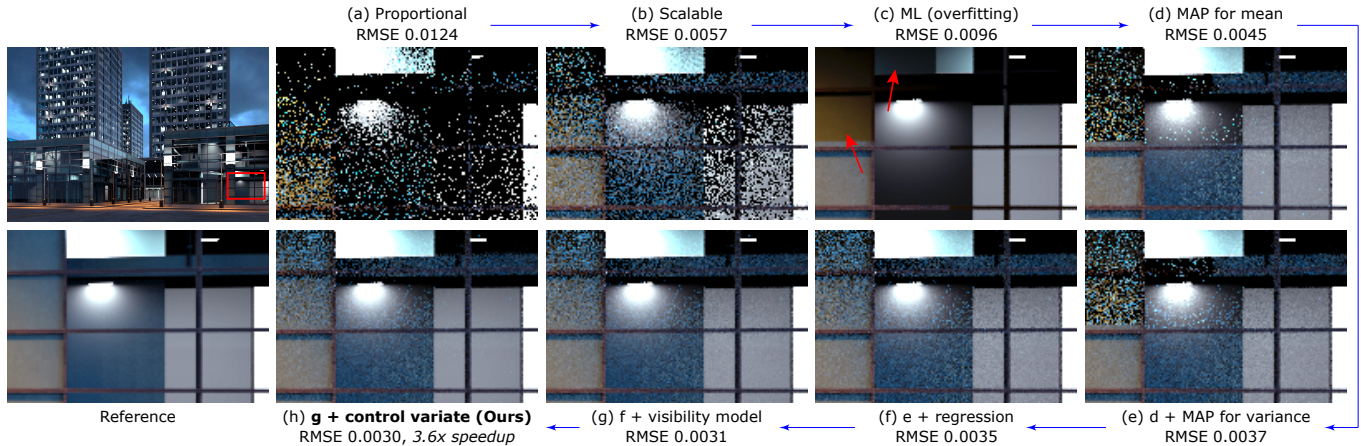 (a) Proportional
RMSE 0.0124
(b) Scalable
RMSE 0.0057
(c) ML (overfitting)
RMSE 0.0096
(d) MAP for mean
RMSE 0.0045
Reference
(h) g + control variate (Ours)
RMSE 0.0030, 3.6x speedup
(g) f + visibility model
RMSE 0.0031
(f) e + regression
RMSE 0.0035
(e) d + MAP for variance
RMSE 0.0037